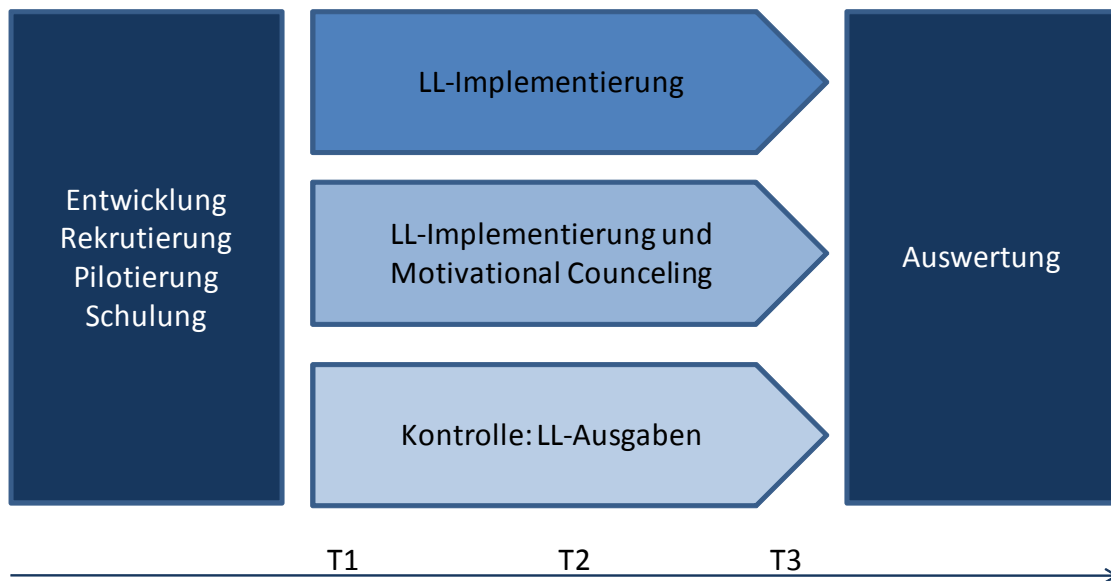 LL-Implementierung
Entwicklung
Rekrutierung
Pilotierung
Schulung
LL-Implementierung und
Motivational Counceling
Auswertung
Kontrolle: LL-Ausgaben
T1 T2 T3